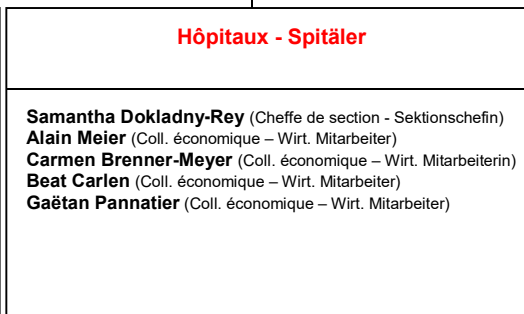 Hôpitaux - Spitäler
Samantha Dokladny-Rey (Cheffe de section - Sektionschefin)
Alain Meier (Coll. économique – Wirt. Mitarbeiter)
Carmen Brenner-Meyer (Coll. économique – Wirt. Mitarbeiterin)
Beat Carlen (Coll. économique – Wirt. Mitarbeiter)
Gaëtan Pannatier (Coll. économique – Wirt. Mitarbeiter)